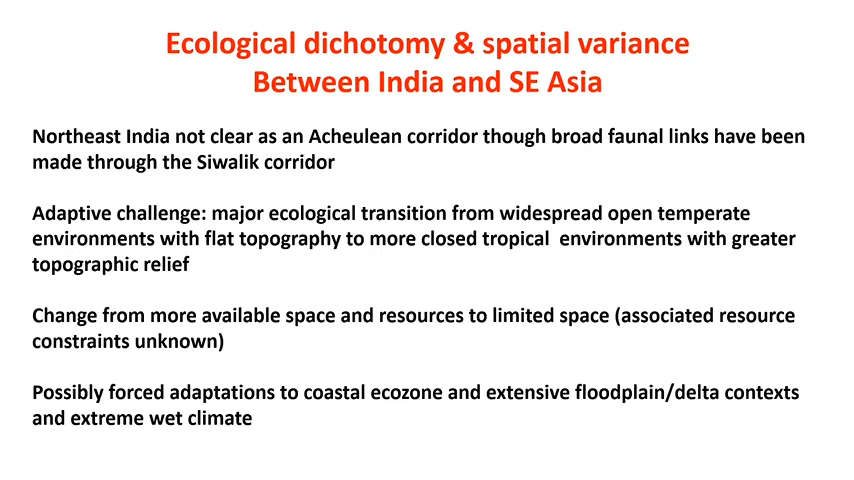 Ecological dichotomy & spatial variance
Between India and SE Asia
Northeast India not clear as an Acheulean corridor though broad faunal links have been
made through the Siwalik corridor
Adaptive challenge: major ecological transition from widespread open temperate
environments with flat topography to more closed tropical  environments with greater
topographic relief
Change from more available space and resources to limited space (associated resource
constraints unknown)
Possibly forced adaptations to coastal ecozone and extensive floodplain/delta contexts
and extreme wet climate